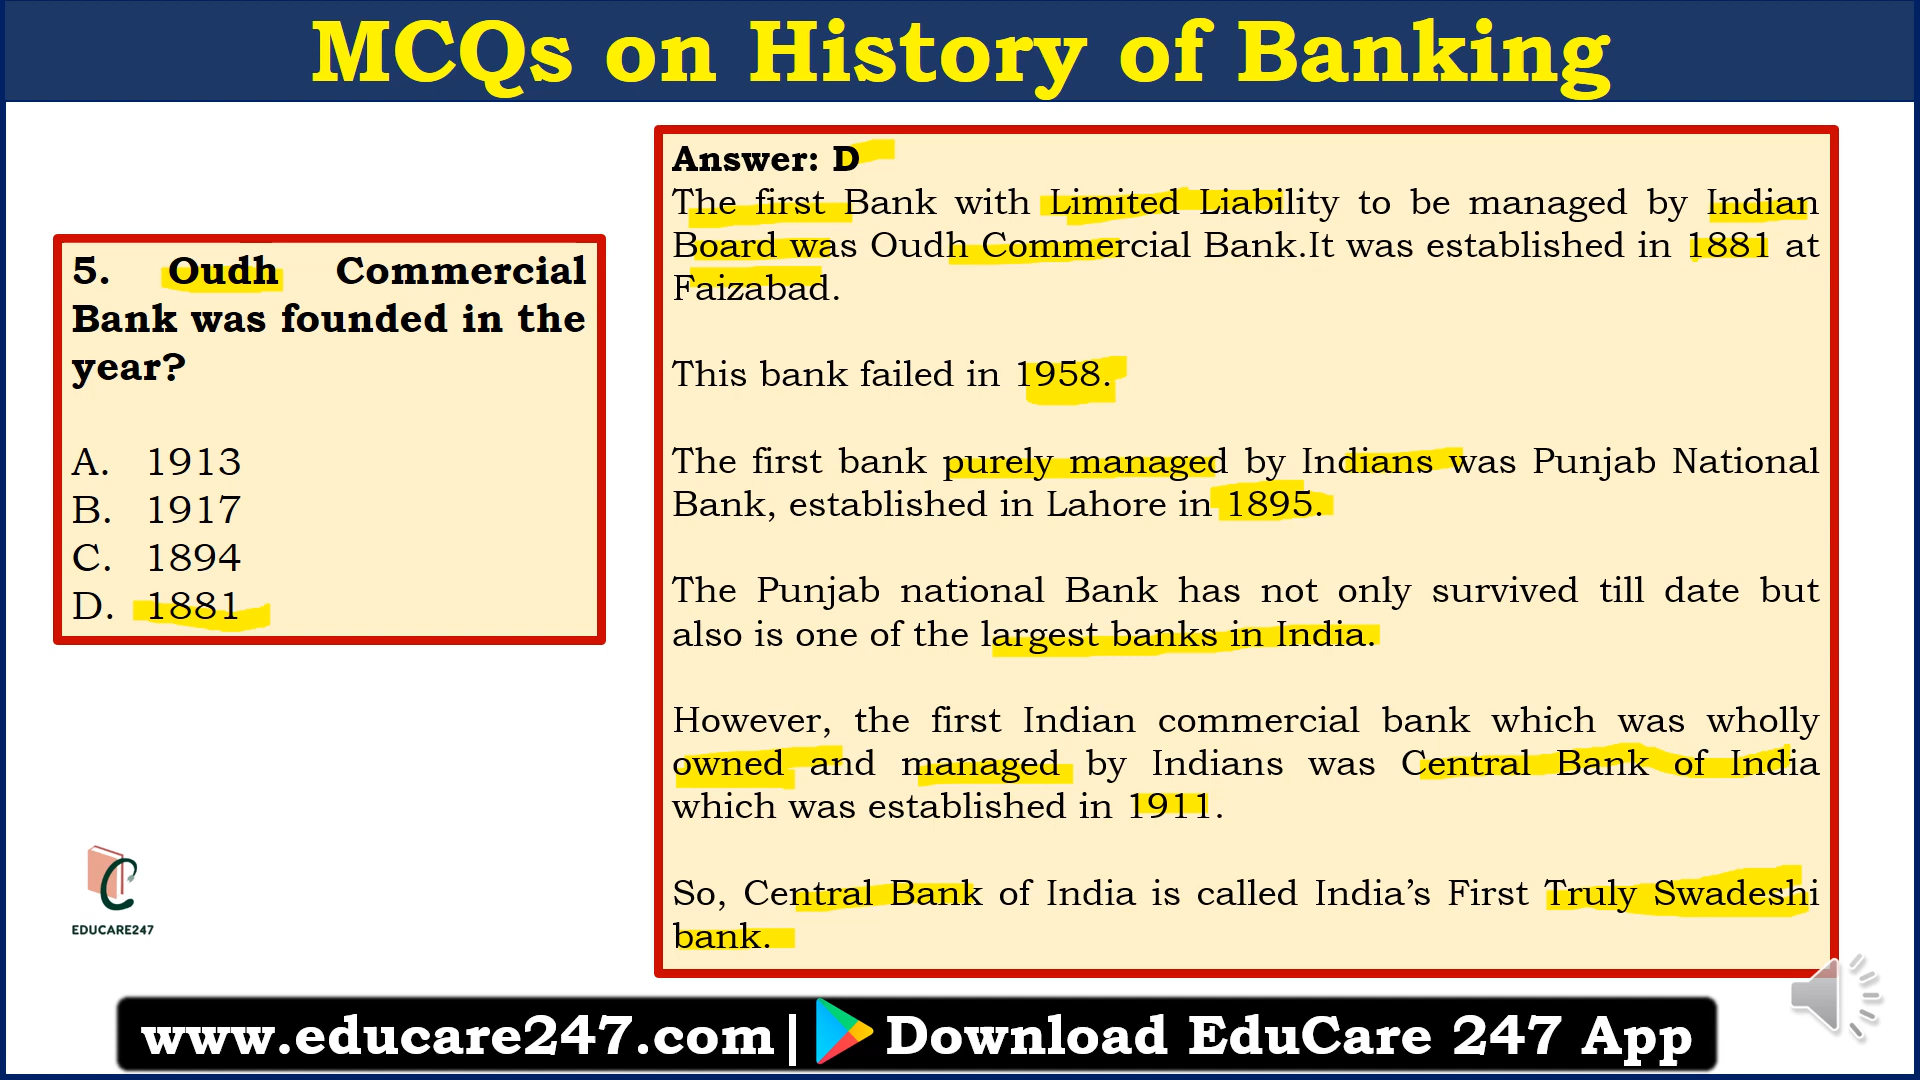 MCQs on History of Banking
5. Oudh Commercial
Bank was founded in the
year?
A. 1913
B. 1917
C. 1894
D. 1881
Answer: D
The first Bank with Limited Liability to be managed by Indian
Board was Oudh Commercial Bank.It was established in 1881 at
Faizabad.
This bank failed in 1958.
The first bank purely managed by Indians was Punjab National
Bank, established in Lahore in 1895.
The Punjab national Bank has not only survived till date but
also is one of the largest banks in India.
However, the first Indian commercial bank which was wholly
owned and managed by Indians was Central Bank of India
which was established in 1911.
So, Central Bank of India is called India’s First Truly Swadeshi
bank.
EDUCARE247
www.educare247.com| Download EduCare 247 App